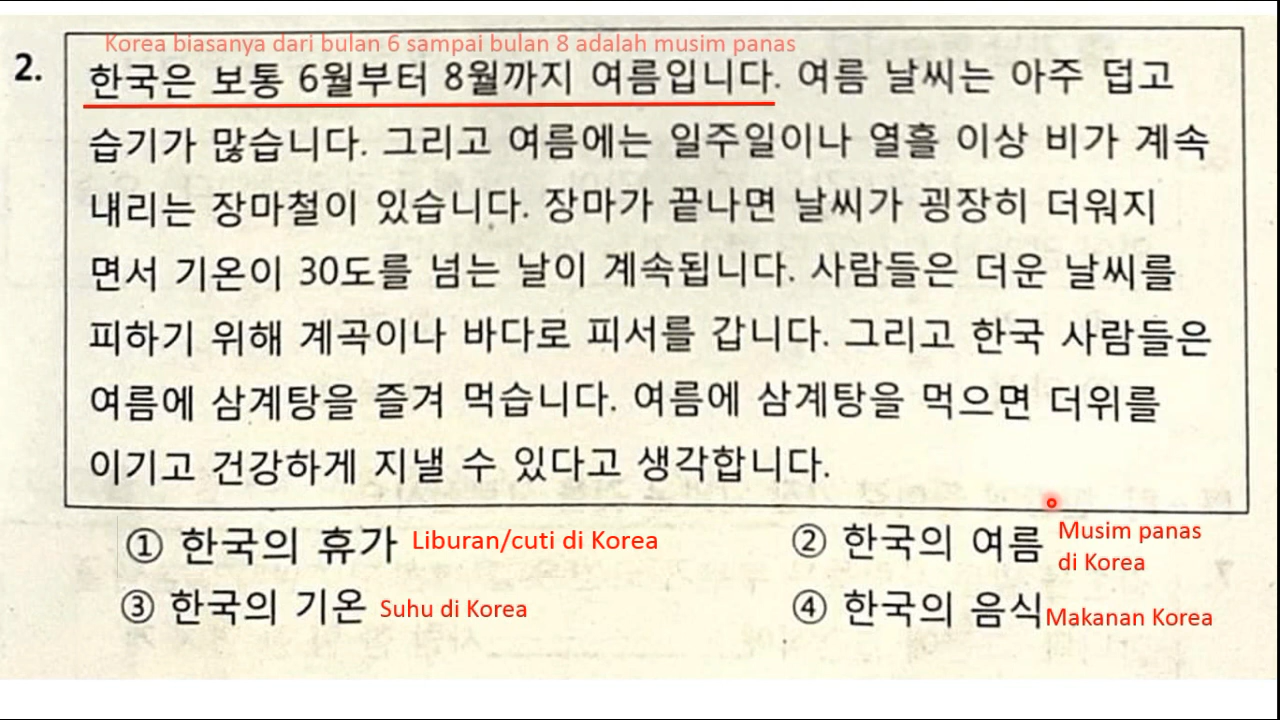 Korea biasanya dari bulan 6 sampai bulan 8 adalah musim panas
2.
한국은 보통 6월부터 8월까지 여름입니다. 여름 날씨는 아주 덥고
습기가 많습니다. 그리고 여름에는 일주일이나 열흘 이상 비가 계속
내리는 장마철이 있습니다. 장마가 끝나면 날씨가 굉장히 더워지
면서 기온이 30도를 넘는 날이 계속됩니다. 사람들은 더운 날씨를
피하기 위해 계곡이나 바다로 피서를 갑니다. 그리고 한국 사람들은
여름에 삼계탕을 즐겨 먹습니다. 여름에 삼계탕을 먹으면 더위를
이기고 건강하게 지낼 수 있다고 생각합니다.
① 한국의 휴가 Liburan/cuti di Korea
② 한국의 여름 Musim panas
di Korea
③ 한국의 기온 Suhu di Korea
④ 한국의 음식 Makanan Korea